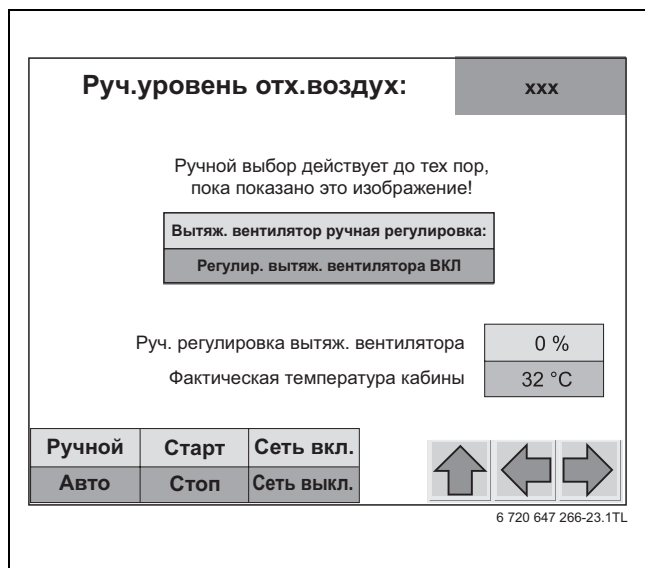 Руч.уровень отх.воздух:
xxx
Ручной выбор действует до тех пор,
пока показано это изображение!
Вытяж. вентилятор ручная регулировка:
Регулир. вытяж. вентилятора ВКЛ
Руч. регулировка вытяж. вентилятора
0 %
Фактическая температура кабины
32 °C
Ручной Старт Сеть вкл.
Авто Стоп Сеть выкл.
6 720 647 266-23.1TL